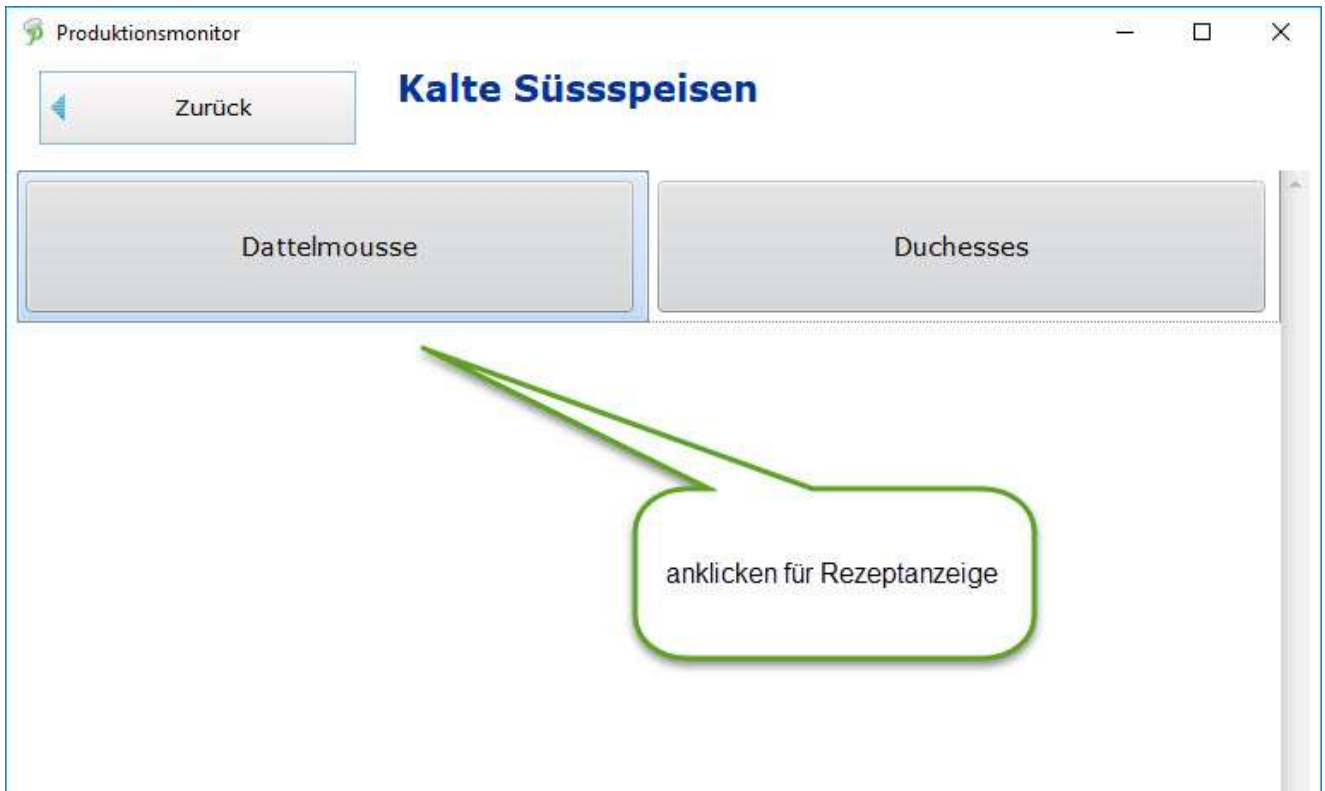 Produktionsmonitor
Zurück
Kalte Süssspeisen
Dattelmousse
Duchesses
anklicken für Rezeptanzeige